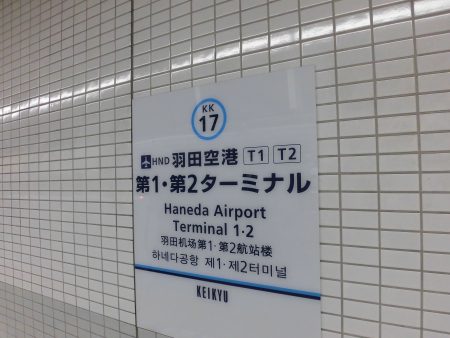 KK
17
HND 羽田空港 T1 T2
第1・第2ターミナル
Haneda Airport
Terminal 1・2
羽田机场第1・第2航站楼
하네다공항 제1・제2터미널
KEIKYU